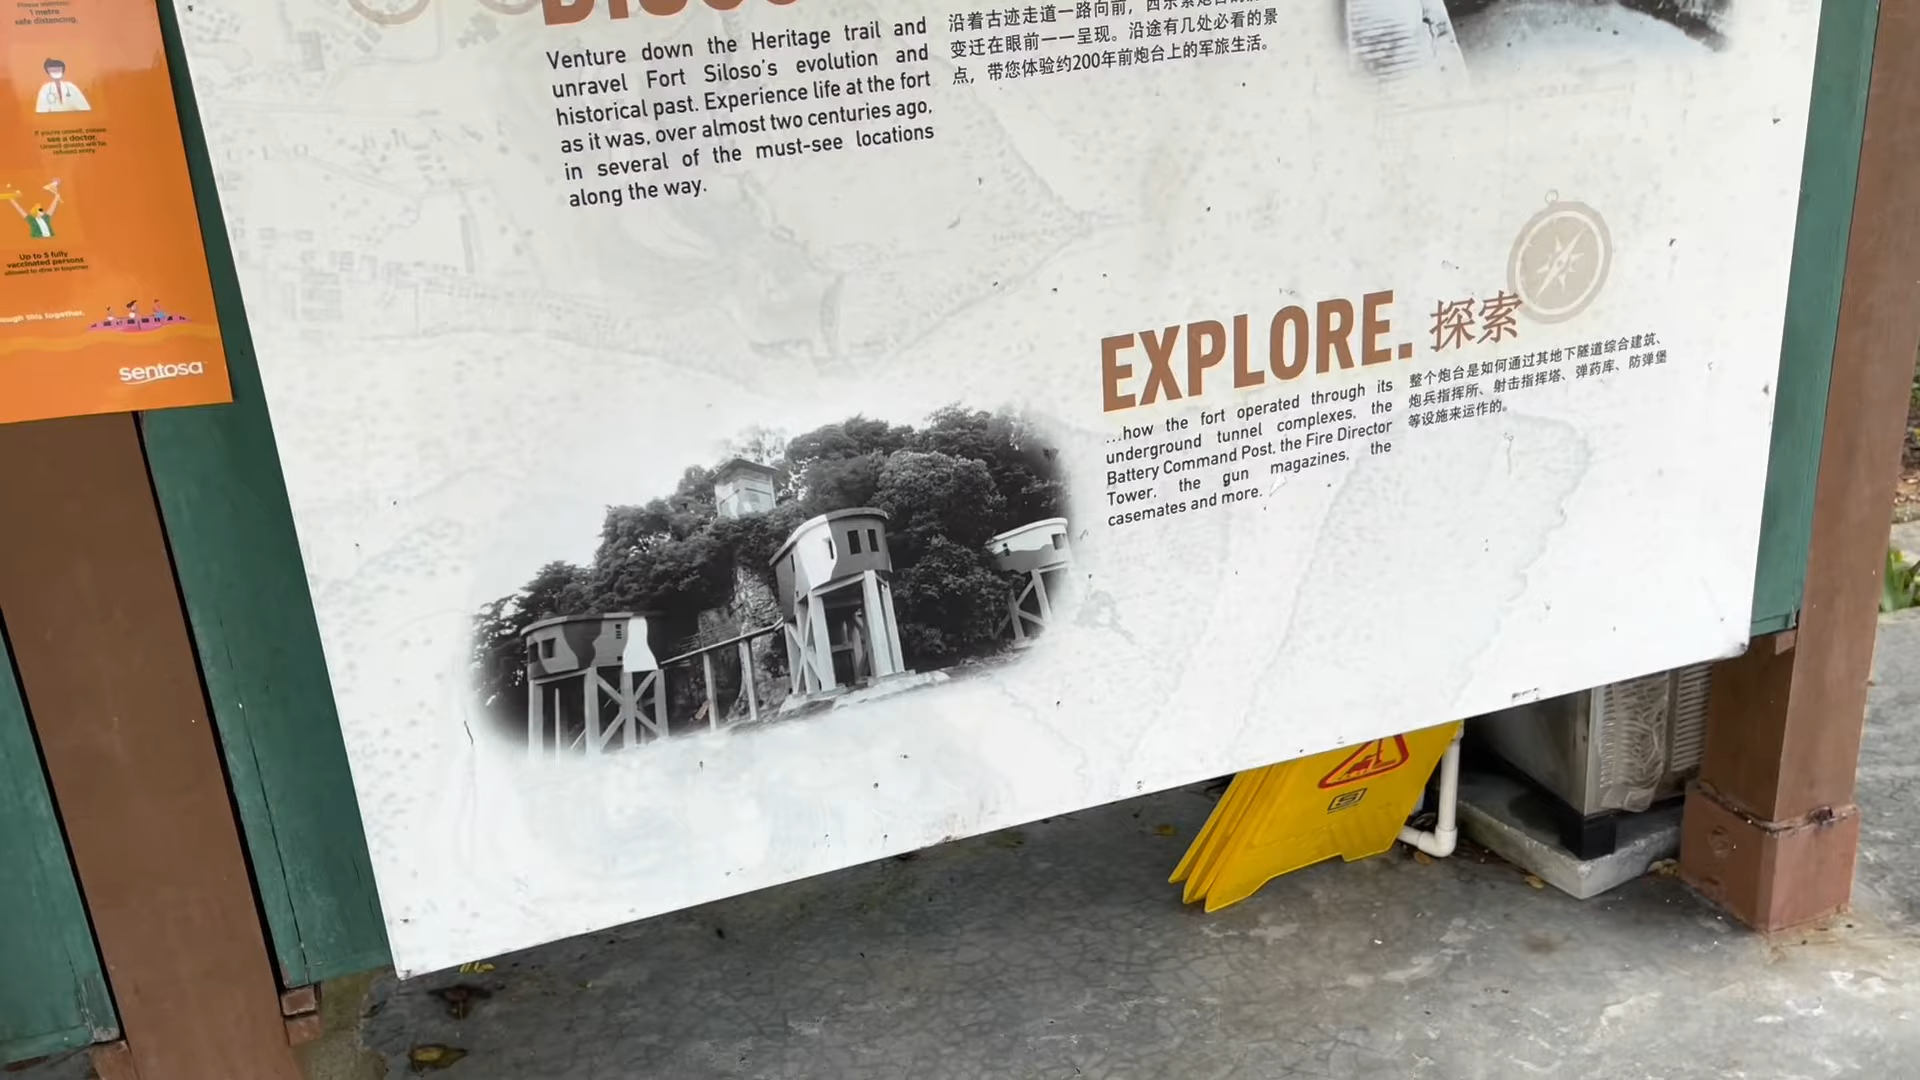 Please maintain
1 metre
safe distancing.
If you're unwell, please
see a doctor.
Unwell guests will be
refused entry.
Up to 5 fully
vaccinated persons
allowed to dine in together.
ough this together.
sentosa
Venture down the Heritage trail and
unravel Fort Siloso's evolution and
historical past. Experience life at the fort
as it was, over almost two centuries ago,
in several of the must-see locations
along the way.
沿着古迹走道一路向前，西乐索炮台的
变迁在眼前一一呈现。沿途有几处必看的景
点，带您体验约200年前炮台上的军旅生活。
EXPLORE. 探索
...how the fort operated through its
underground tunnel complexes, the
Battery Command Post, the Fire Director
Tower, the gun magazines, the
casemates and more.
整个炮台是如何通过其地下隧道综合建筑、
炮兵指挥所、射击指挥塔、弹药库、防弹堡
等设施来运作的。